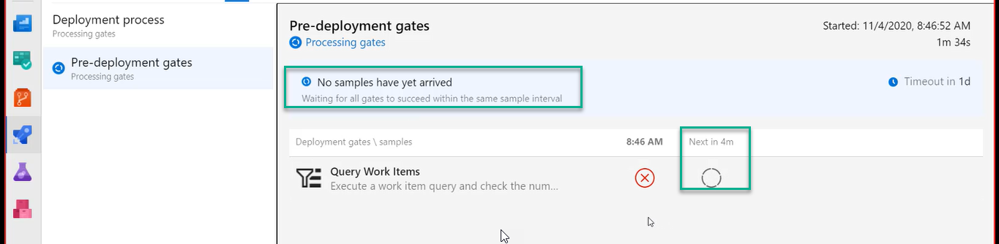 Deployment process
Processing gates
Pre-deployment gates
Processing gates
Pre-deployment gates
Started: 11/4/2020, 8:46:52 AM
Processing gates
1m 34s
No samples have yet arrived
Timeout in 1d
Waiting for all gates to succeed within the same sample interval
Deployment gates \ samples
8:46 AM
Next in 4m
Query Work Items
Execute a work item query and check the num...